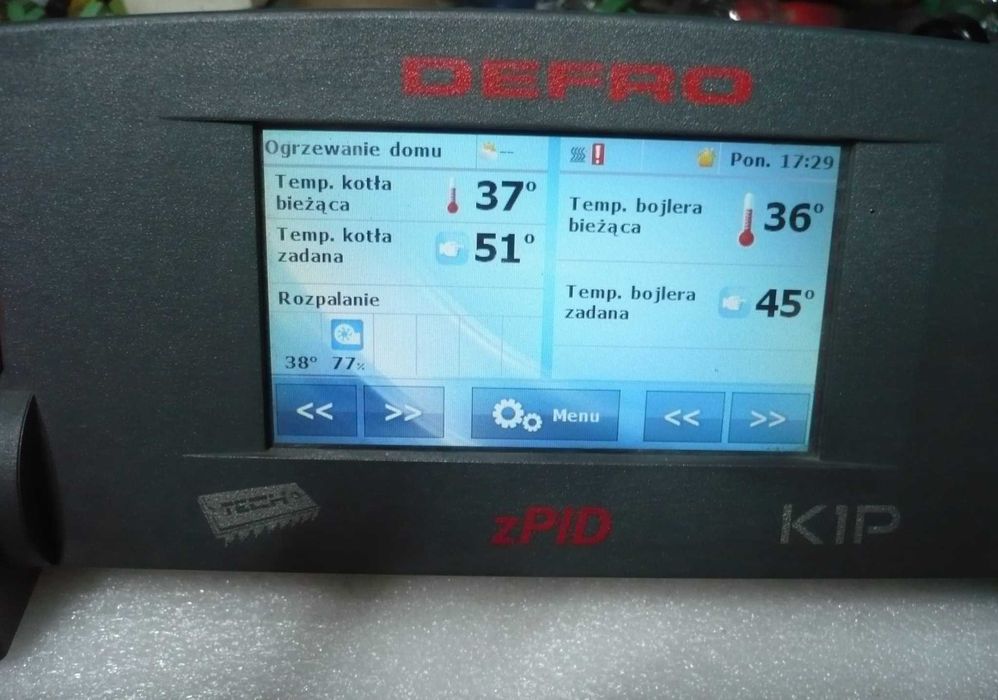 DEFRO
Ogrzewanie domu
--
Pon. 17:29
Temp. kotła
bieżąca
37°
Temp. kotła
zadana
51°
Rozpalanie
38° 77%
Temp. bojlera
bieżąca
36°
Temp. bojlera
zadana
45°
<< >>
Menu
<< >>
TECH
zPID
K1P